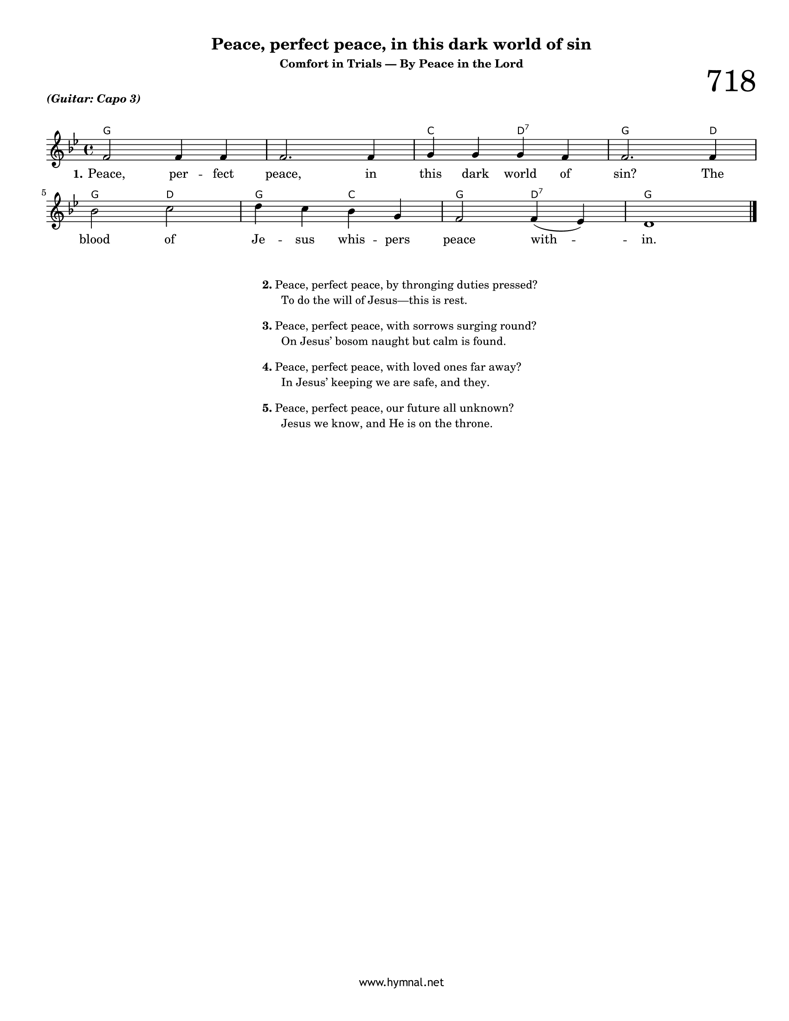 Peace, perfect peace, in this dark world of sin
Comfort in Trials — By Peace in the Lord
718
(Guitar: Capo 3)
G C D7 G D
1. Peace, per - fect peace, in this dark world of sin? The
5
G D G C G D7 G
blood of Je - sus whis - pers peace with - - in.
2. Peace, perfect peace, by thronging duties pressed?
To do the will of Jesus—this is rest.
3. Peace, perfect peace, with sorrows surging round?
On Jesus’ bosom naught but calm is found.
4. Peace, perfect peace, with loved ones far away?
In Jesus’ keeping we are safe, and they.
5. Peace, perfect peace, our future all unknown?
Jesus we know, and He is on the throne.
www.hymnal.net